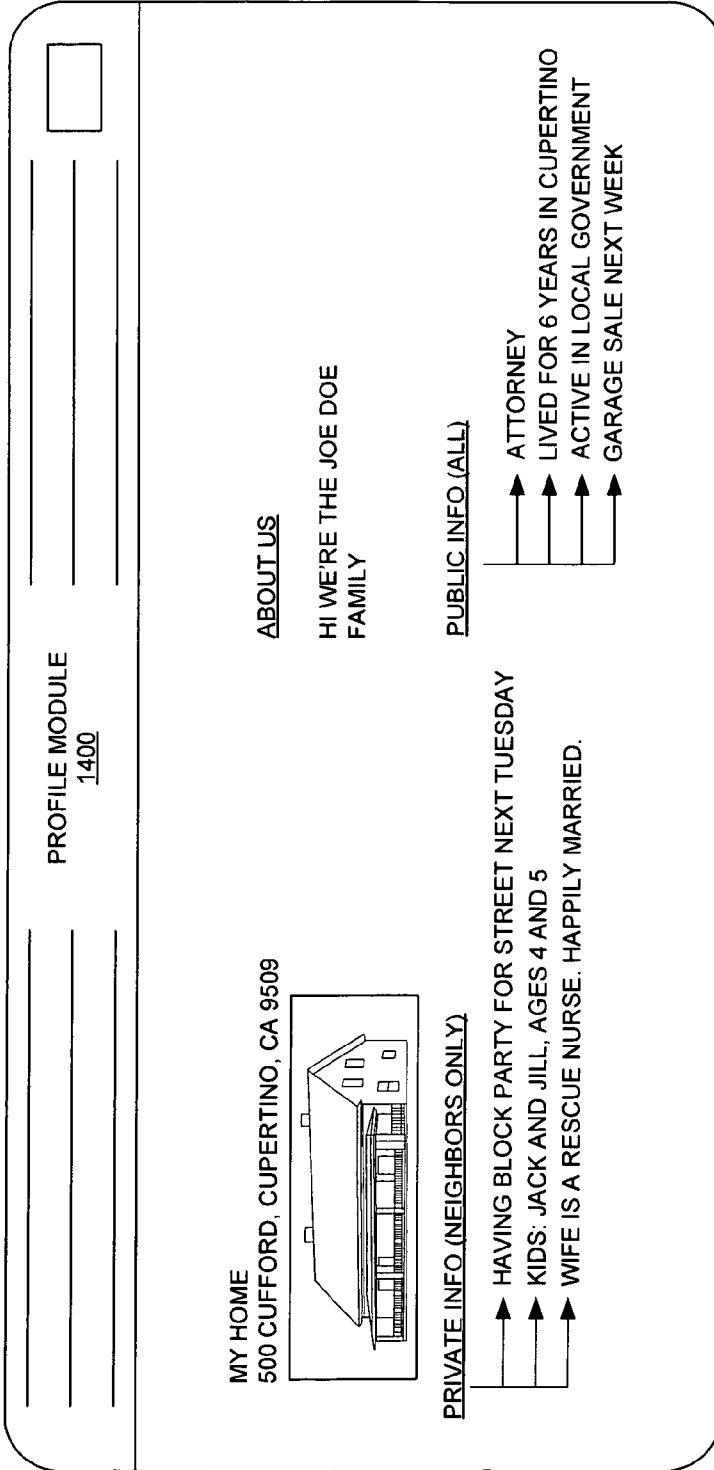 PROFILE MODULE
1400
MY HOME
500 CUFFORD, CUPERTINO, CA 9509
ABOUT US
HI WE'RE THE JOE DOE
FAMILY
PRIVATE INFO (NEIGHBORS ONLY)
HAVING BLOCK PARTY FOR STREET NEXT TUESDAY
KIDS: JACK AND JILL, AGES 4 AND 5
WIFE IS A RESCUE NURSE. HAPPILY MARRIED.
PUBLIC INFO (ALL)
ATTORNEY
LIVED FOR 6 YEARS IN CUPERTINO
ACTIVE IN LOCAL GOVERNMENT
GARAGE SALE NEXT WEEK